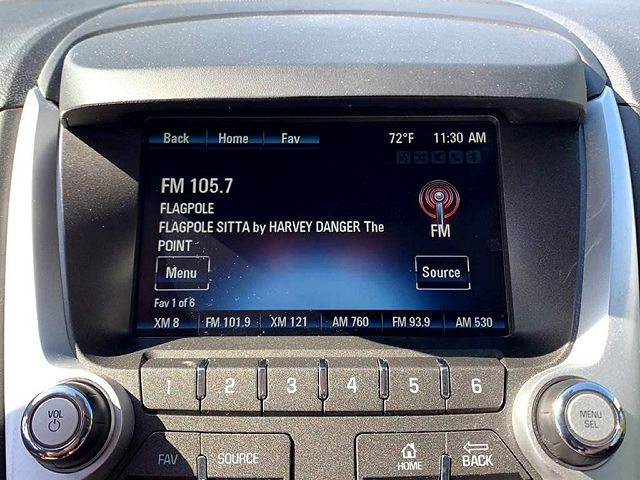 Back Home Fav 72°F 11:30 AM
FM 105.7
FLAGPOLE
FLAGPOLE SITTA by HARVEY DANGER The
POINT
FM
Menu Source
Fav 1 of 6
XM 8 FM 101.9 XM 121 AM 760 FM 93.9 AM 530
1 2 3 4 5 6
VOL
MENU
SEL
FAV SOURCE HOME BACK